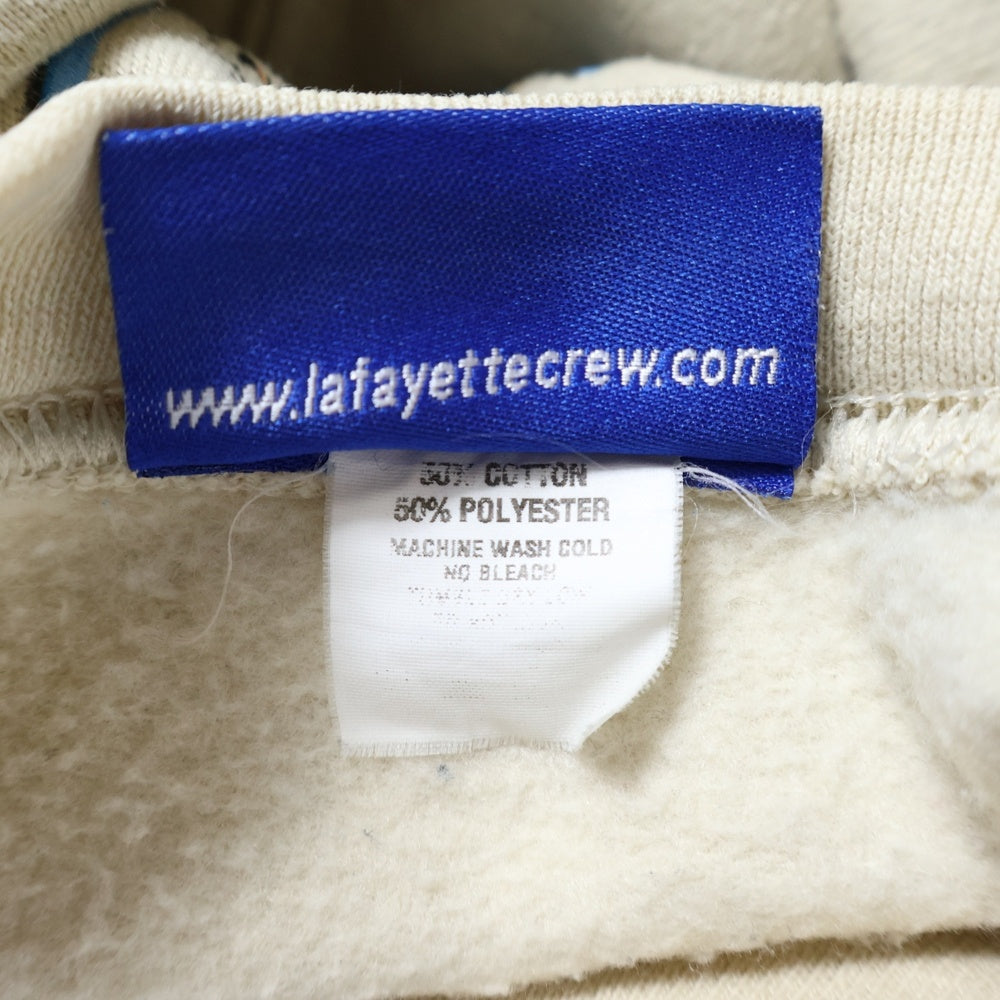 www.lafayettecrew.com
50% COTTON
50% POLYESTER
MACHINE WASH COLD
NO BLEACH